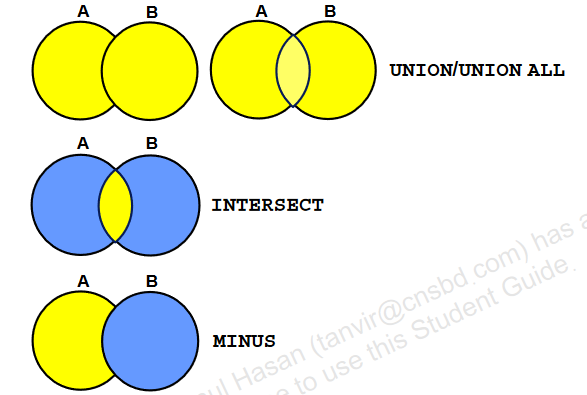 A B A B
UNION/UNION ALL
A B
INTERSECT
A B
MINUS
ul Hasan (tanvir@cnsbd.com) has a
to use this Student Guide.